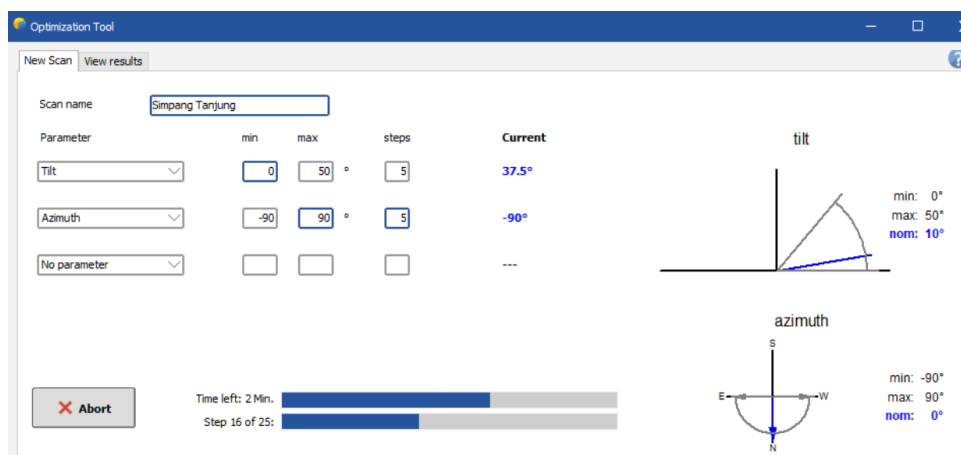 Optimization Tool
New Scan View results
Scan name Simpang Tanjung
Parameter min max steps Current
Tilt 0 50 ° 5 37.5°
Azimuth -90 90 ° 5 -90°
No parameter ---
tilt
min: 0°
max: 50°
nom: 10°
azimuth
S
E W
N
min: -90°
max: 90°
nom: 0°
Abort
Time left: 2 Min.
Step 16 of 25: